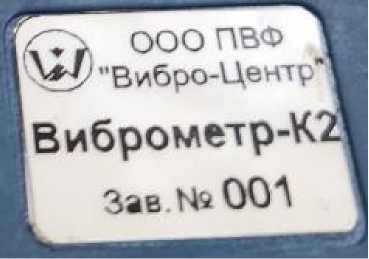 ООО ПВФ
"Вибро-Центр"
Виброметр-К2
Зав. № 001